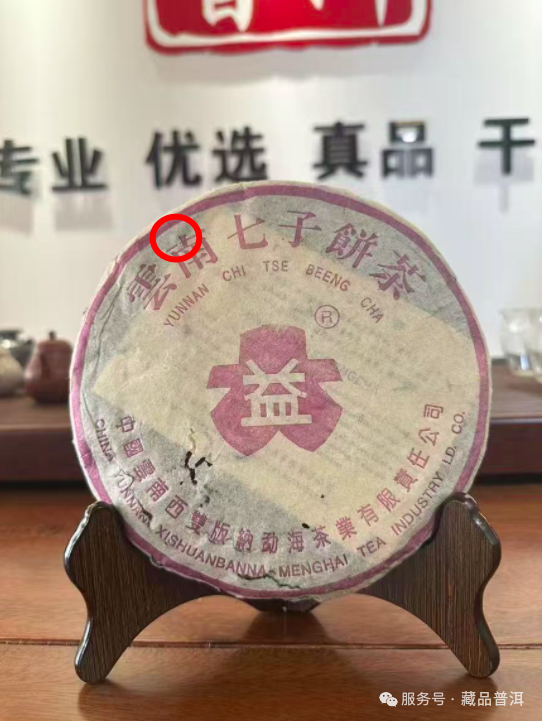 专业 优选 真品 干
雲南七子餅茶
YUNNAN CHI TSE BEENG CHA
®
益
中國雲南西雙版納勐海茶業有限責任公司
CHINA YUNNAN XISHUANBANNA MENGHAI TEA INDUSTRY LD. CO.
服务号 · 藏品普洱